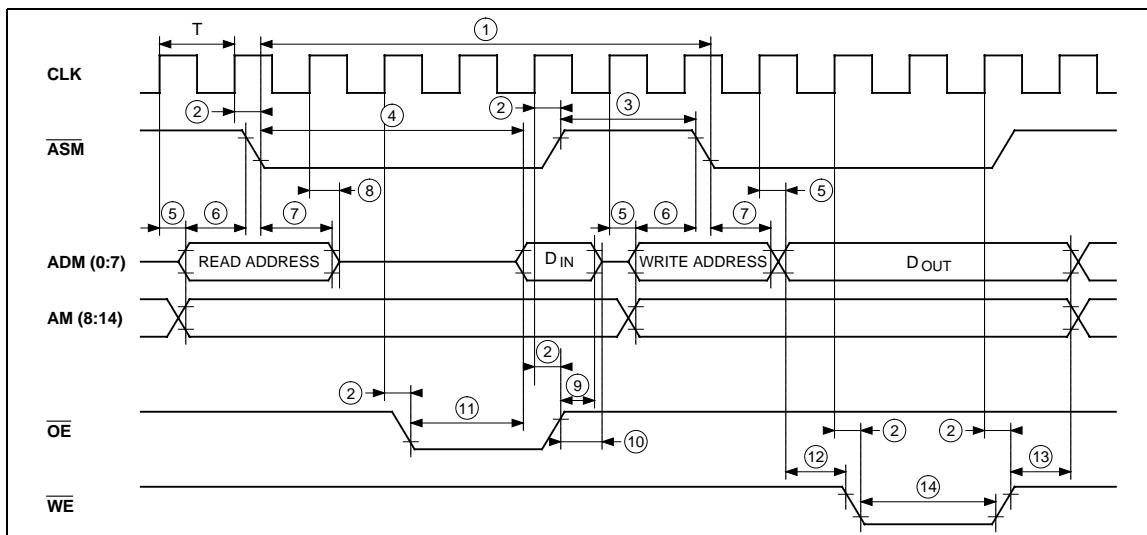 T ①
CLK
② ④ ② ③
ASM
⑧ ⑤
⑤ ⑥ ⑦ ⑤ ⑥ ⑦
ADM (0:7) READ ADDRESS D IN WRITE ADDRESS D OUT
AM (8:14)
②
② ⑪ ⑨
OE ⑩ ② ②
⑫ ⑬
WE ⑭